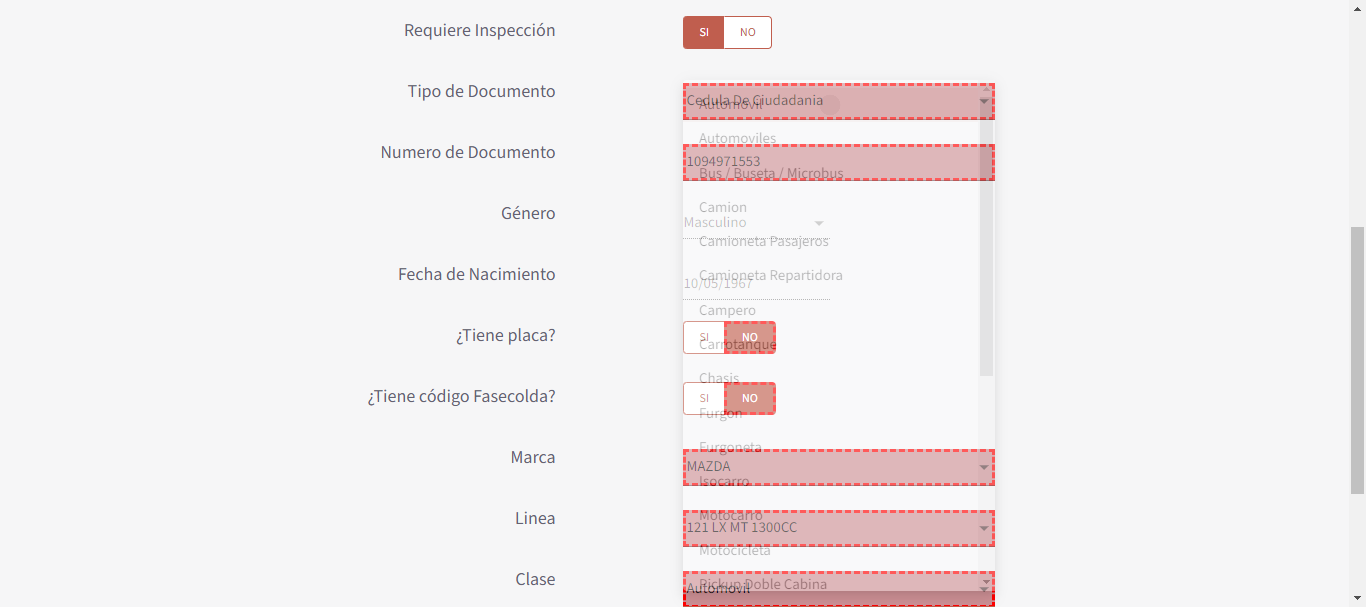 Requiere Inspección SI NO
Tipo de Documento Cedula De Ciudadania
Automovil
Automoviles
Numero de Documento 1094971553
Bus / Buseta / Microbus
Camion
Género Masculino
Camioneta Pasajeros
Fecha de Nacimiento 10/05/1967
Camioneta Repartidora
Campero
¿Tiene placa? SI NO
Carrotanque
Chasis
¿Tiene código Fasecolda? SI NO
Furgon
Furgoneta
Marca MAZDA
Isocarro
Motocarro
Linea 121 LX MT 1300CC
Motocicleta
Clase Automovil
Pickup Doble Cabina